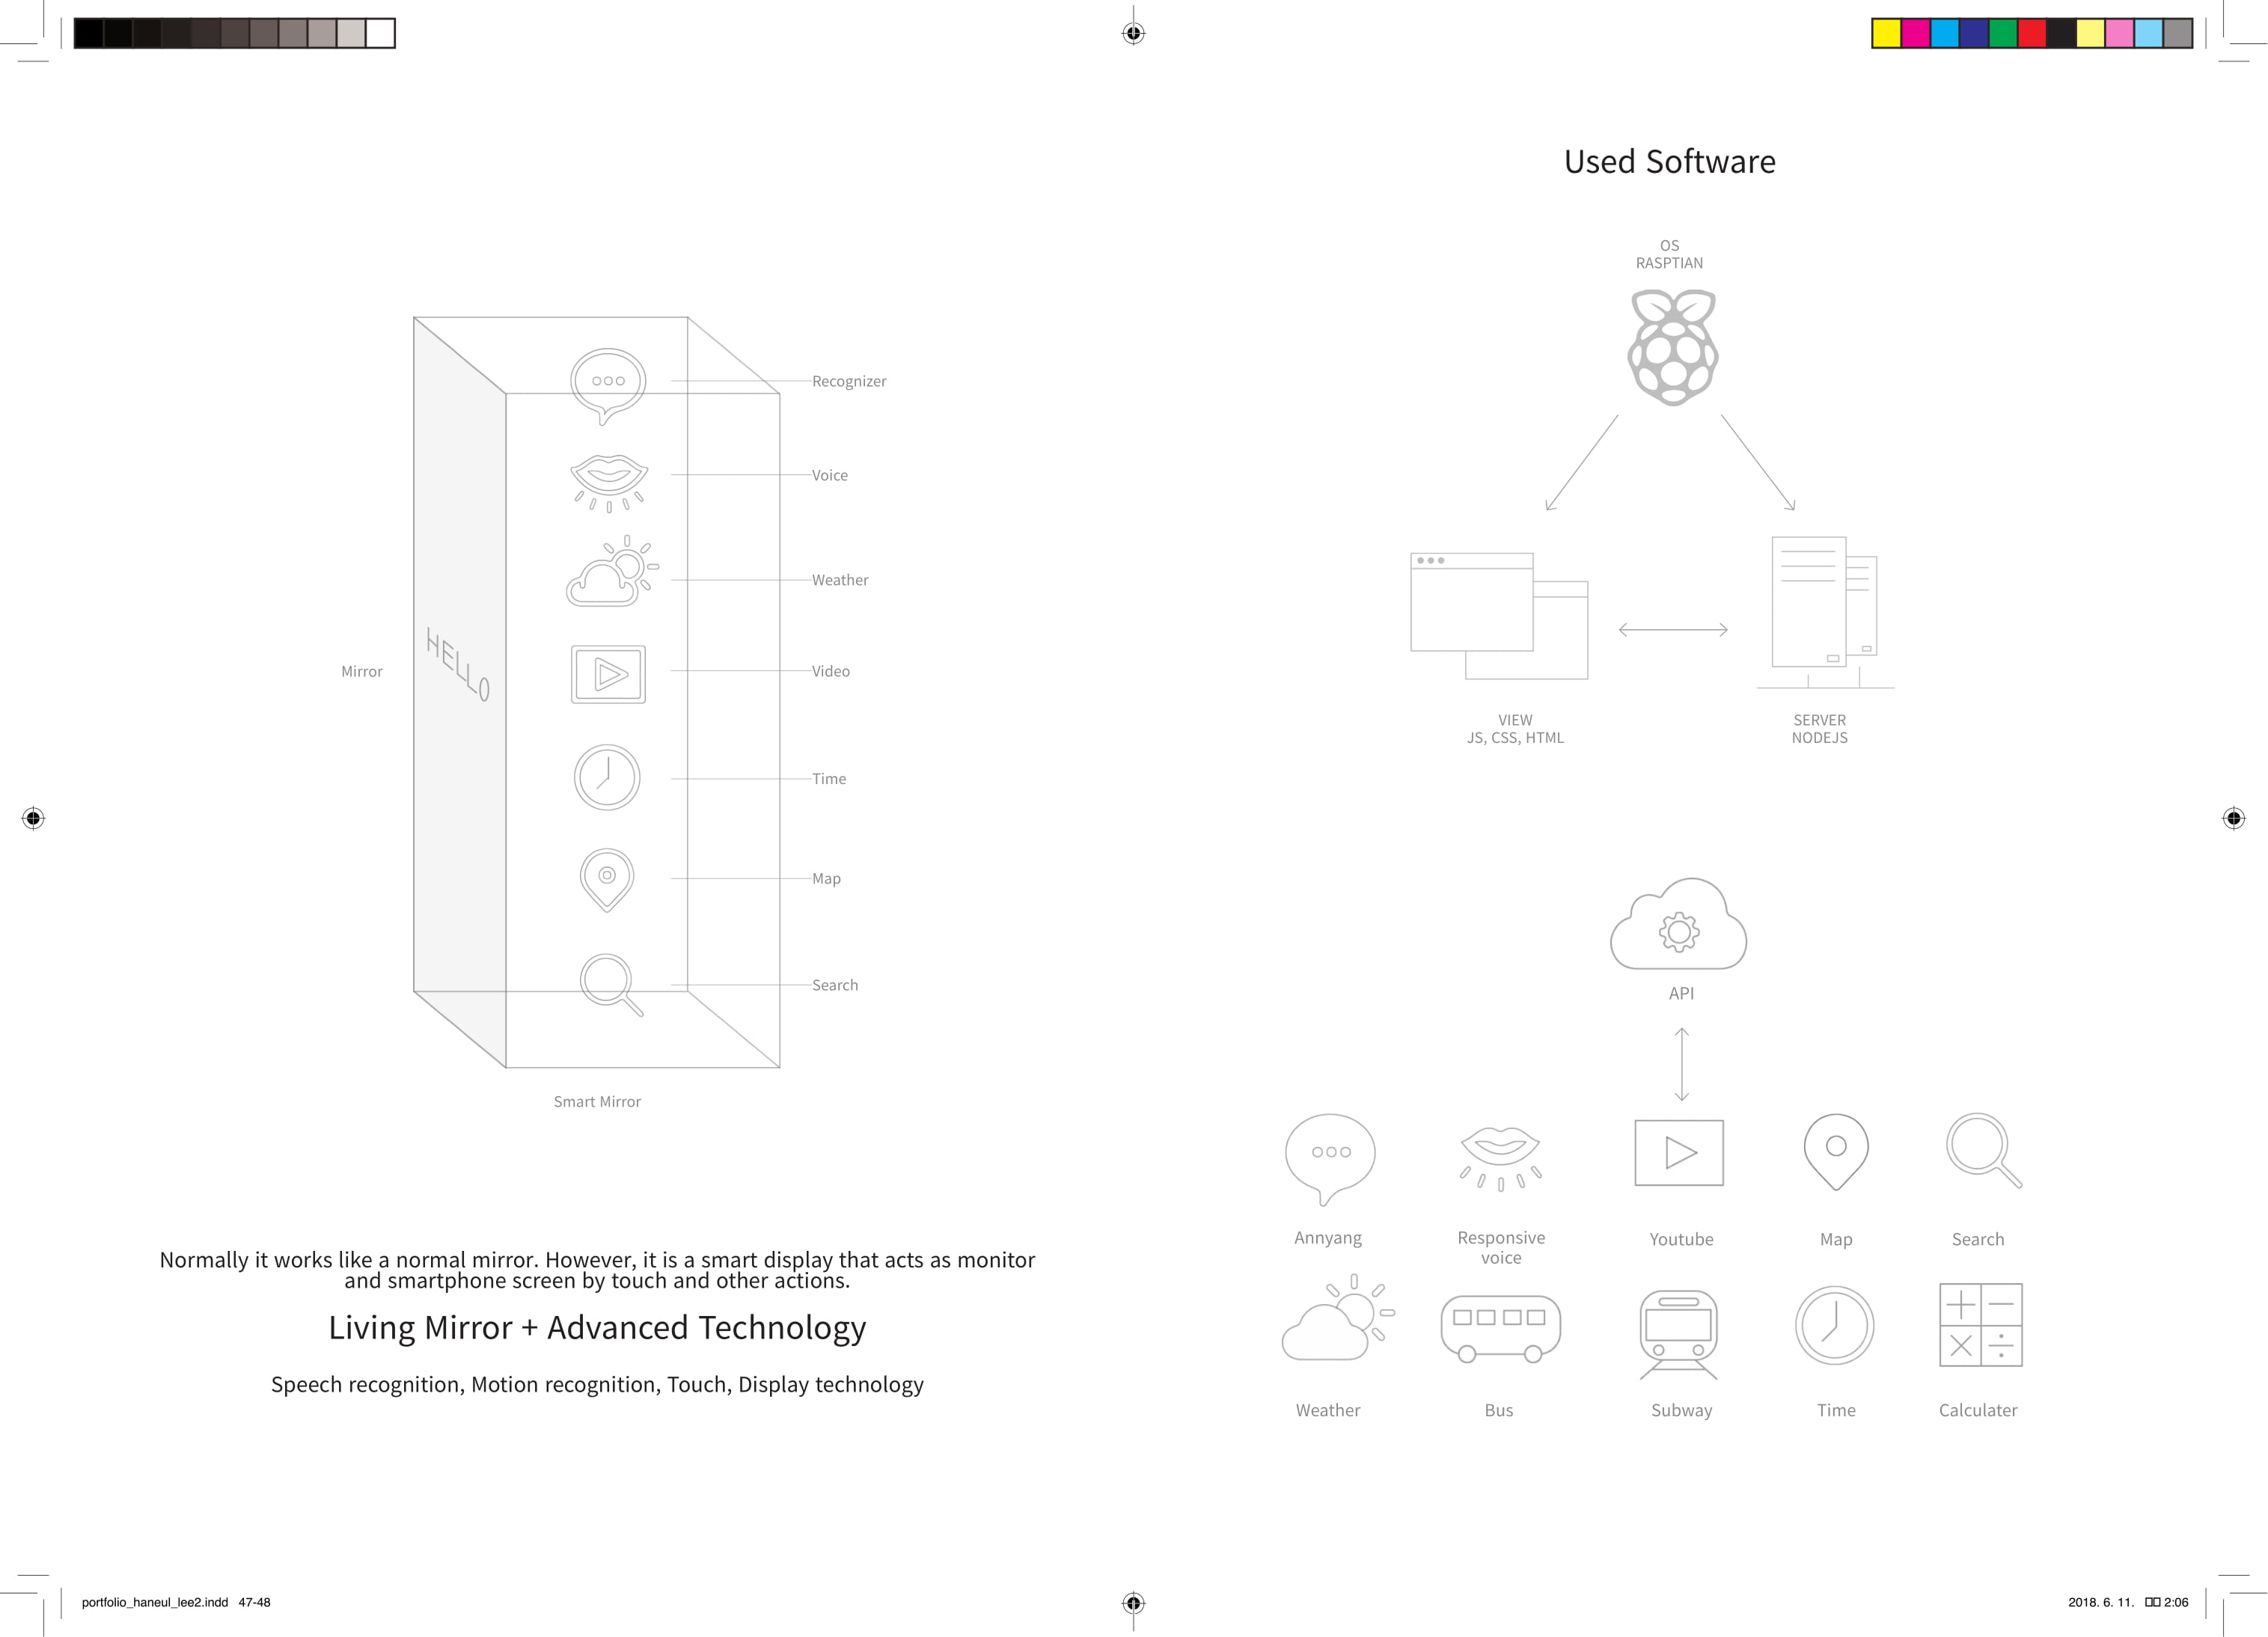 Recognizer
Voice
Weather
Mirror
HELLO
Video
Time
Map
Search
Smart Mirror
Normally it works like a normal mirror. However, it is a smart display that acts as monitor
and smartphone screen by touch and other actions.
Living Mirror + Advanced Technology
Speech recognition, Motion recognition, Touch, Display technology
Used Software
OS
RASPTIAN
VIEW
JS, CSS, HTML
SERVER
NODEJS
API
Annyang
Responsive
voice
Youtube
Map
Search
Weather
Bus
Subway
Time
Calculater
portfolio_haneul_lee2.indd 47-48
2018. 6. 11. 2:06